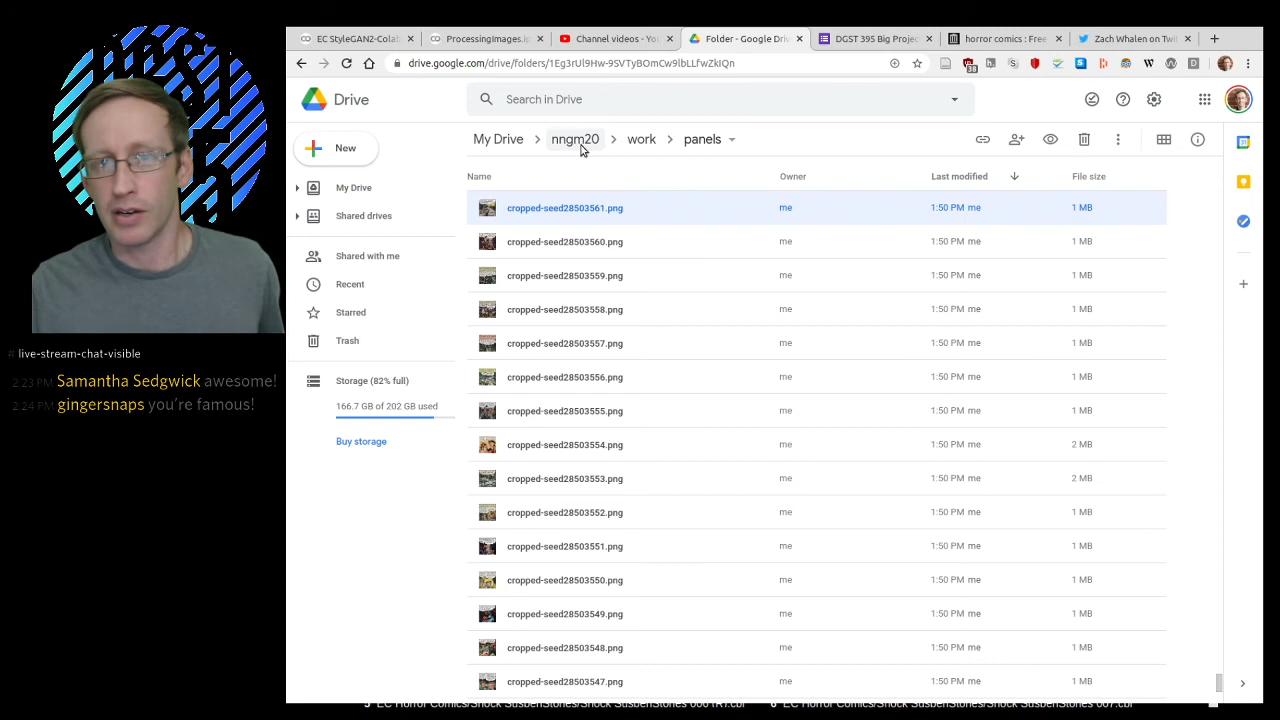 EC StyleGAN2-Colab
ProcessingImages.ip
Channel videos - You
Folder - Google Driv
DGST 395 Big Projec
horror comics : Free
Zach Whalen on Twi
drive.google.com/drive/folders/1Eg3rUl9Hw-9SVTyBOmCw9lbLLfwZkIQn
38
Drive
Search in Drive
New
My Drive
Shared drives
Shared with me
Recent
Starred
Trash
Storage (82% full)
166.7 GB of 202 GB used
Buy storage
My Drive > nngm20 > work > panels
Name Owner Last modified File size
cropped-seed28503561.png me 1:50 PM me 1 MB
cropped-seed28503560.png me 1:50 PM me 1 MB
cropped-seed28503559.png me 1:50 PM me 1 MB
cropped-seed28503558.png me 1:50 PM me 1 MB
cropped-seed28503557.png me 1:50 PM me 1 MB
cropped-seed28503556.png me 1:50 PM me 1 MB
cropped-seed28503555.png me 1:50 PM me 1 MB
cropped-seed28503554.png me 1:50 PM me 2 MB
cropped-seed28503553.png me 1:50 PM me 2 MB
cropped-seed28503552.png me 1:50 PM me 1 MB
cropped-seed28503551.png me 1:50 PM me 1 MB
cropped-seed28503550.png me 1:50 PM me 1 MB
cropped-seed28503549.png me 1:50 PM me 1 MB
cropped-seed28503548.png me 1:50 PM me 1 MB
cropped-seed28503547.png me 1:50 PM me 1 MB
# live-stream-chat-visible
2:23 PM Samantha Sedgwick awesome!
2:24 PM gingersnaps you're famous!